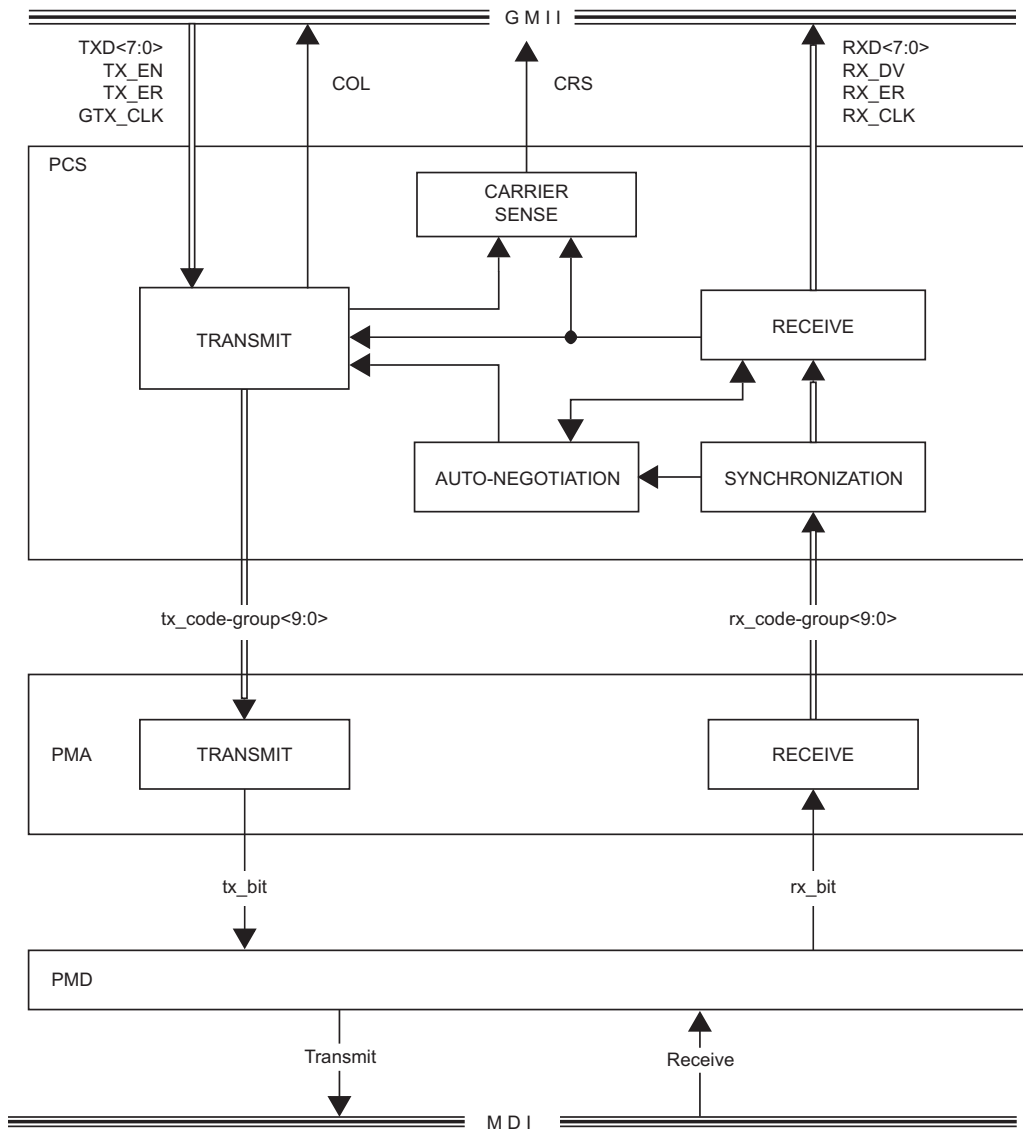 G M I I
TXD<7:0>
TX_EN
TX_ER
GTX_CLK
COL
CRS
RXD<7:0>
RX_DV
RX_ER
RX_CLK
PCS
CARRIER
SENSE
TRANSMIT
RECEIVE
AUTO-NEGOTIATION
SYNCHRONIZATION
tx_code-group<9:0>
rx_code-group<9:0>
PMA
TRANSMIT
RECEIVE
tx_bit
rx_bit
PMD
Transmit
Receive
M D I